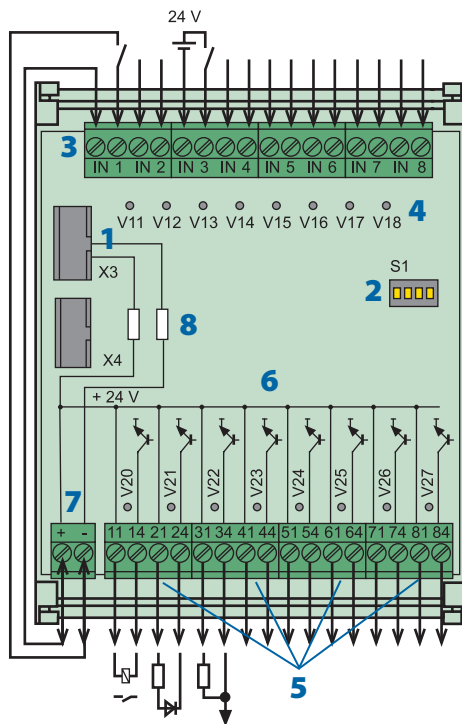 24 V
3
IN 1 IN 2 IN 3 IN 4 IN 5 IN 6 IN 7 IN 8
4
V11 V12 V13 V14 V15 V16 V17 V18
1
X3
S1
2
8
X4
+ 24 V
6
V20 V21 V22 V23 V24 V25 V26 V27
7
+ - 11 14 21 24 31 34 41 44 51 54 61 64 71 74 81 84
5